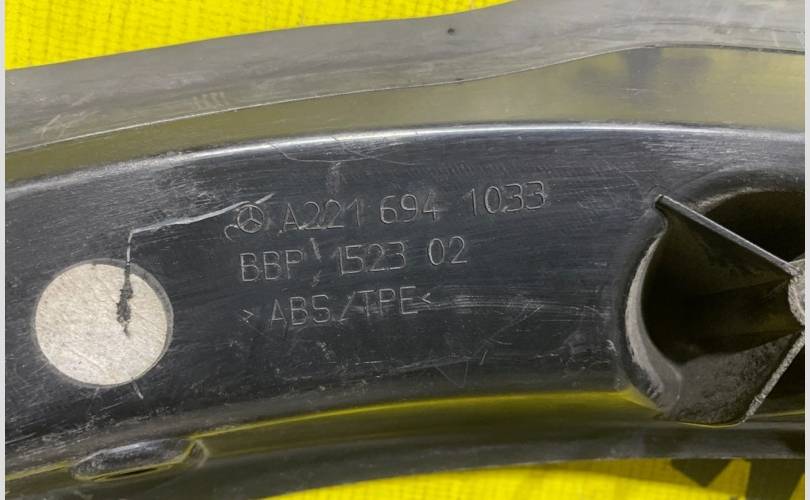 A221 694 1033
BBP 1523 02
>ABS/TPE<